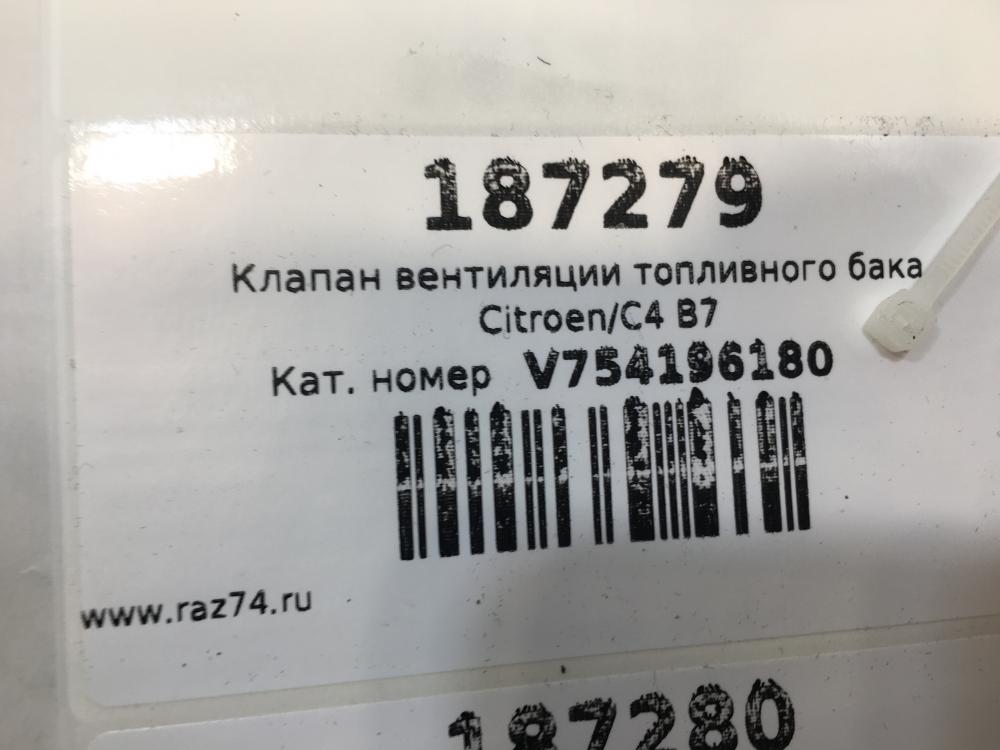 187279
Клапан вентиляции топливного бака
Citroen/C4 B7
Кат. номер V754196180
www.raz74.ru
187280